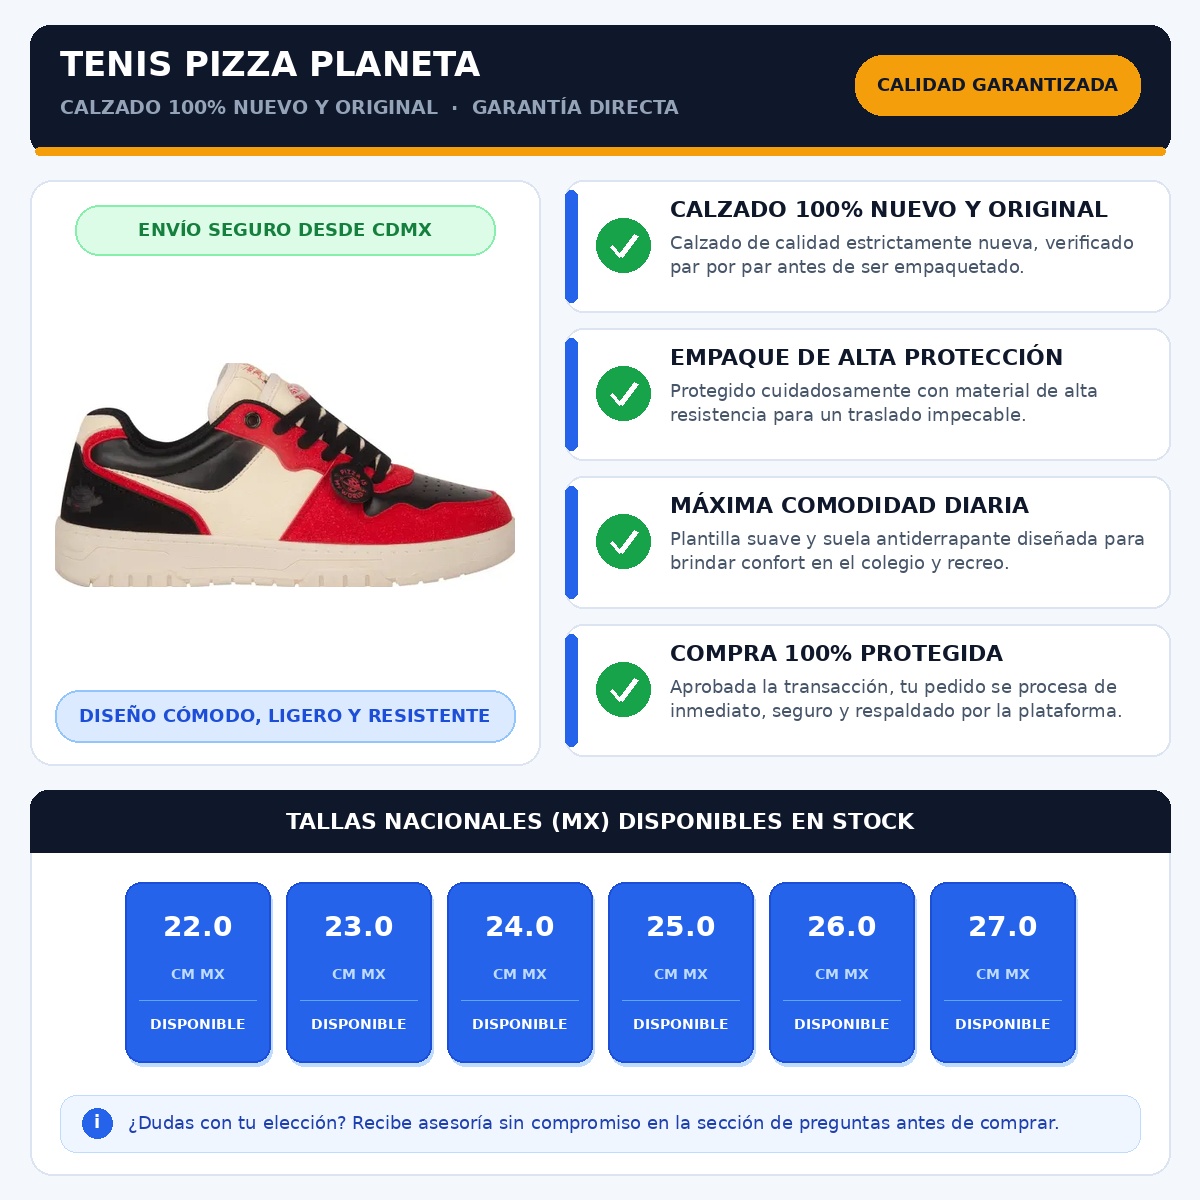 TENIS PIZZA PLANETA
CALZADO 100% NUEVO Y ORIGINAL · GARANTÍA DIRECTA
CALIDAD GARANTIZADA
ENVÍO SEGURO DESDE CDMX
DISEÑO CÓMODO, LIGERO Y RESISTENTE
CALZADO 100% NUEVO Y ORIGINAL
Calzado de calidad estrictamente nueva, verificado
par por par antes de ser empaquetado.
EMPAQUE DE ALTA PROTECCIÓN
Protegido cuidadosamente con material de alta
resistencia para un traslado impecable.
MÁXIMA COMODIDAD DIARIA
Plantilla suave y suela antiderrapante diseñada para
brindar confort en el colegio y recreo.
COMPRA 100% PROTEGIDA
Aprobada la transacción, tu pedido se procesa de
inmediato, seguro y respaldado por la plataforma.
TALLAS NACIONALES (MX) DISPONIBLES EN STOCK
22.0 23.0 24.0 25.0 26.0 27.0
CM MX CM MX CM MX CM MX CM MX CM MX
DISPONIBLE DISPONIBLE DISPONIBLE DISPONIBLE DISPONIBLE DISPONIBLE
i ¿Dudas con tu elección? Recibe asesoría sin compromiso en la sección de preguntas antes de comprar.